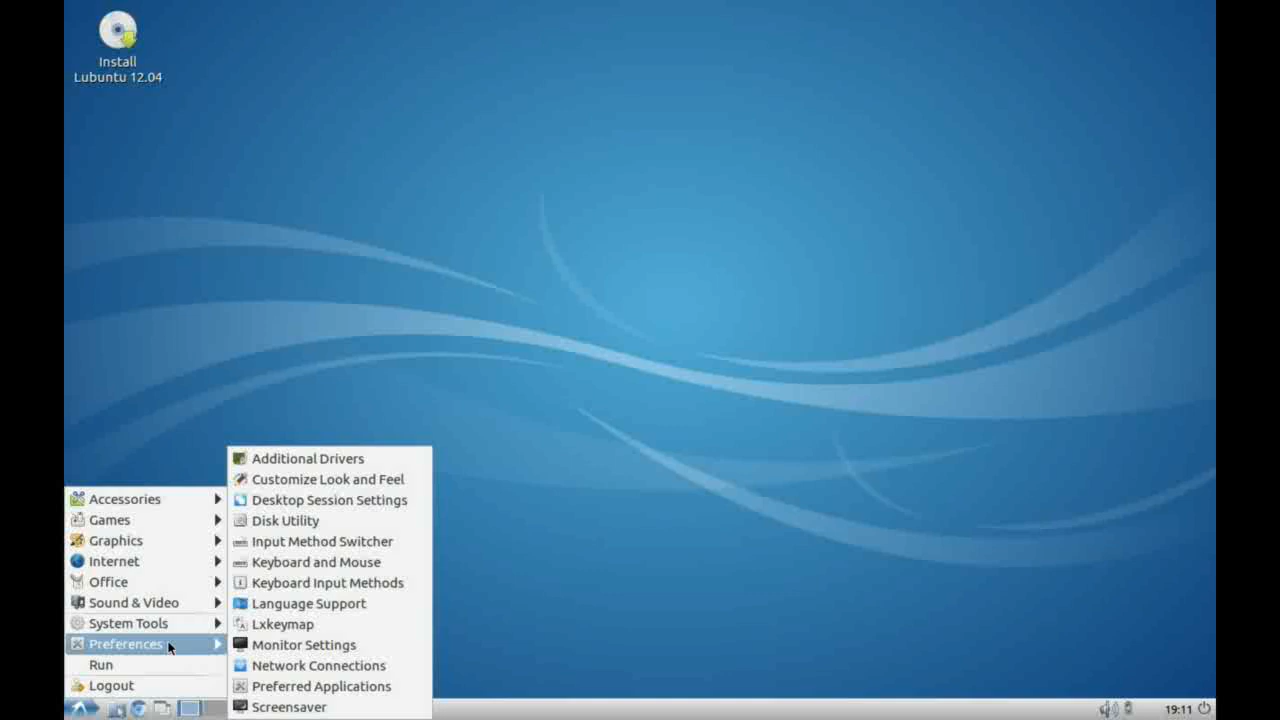 Install
Lubuntu 12.04
Accessories
Games
Graphics
Internet
Office
Sound & Video
System Tools
Preferences
Run
Logout
Additional Drivers
Customize Look and Feel
Desktop Session Settings
Disk Utility
Input Method Switcher
Keyboard and Mouse
Keyboard Input Methods
Language Support
Lxkeymap
Monitor Settings
Network Connections
Preferred Applications
Screensaver
19:11